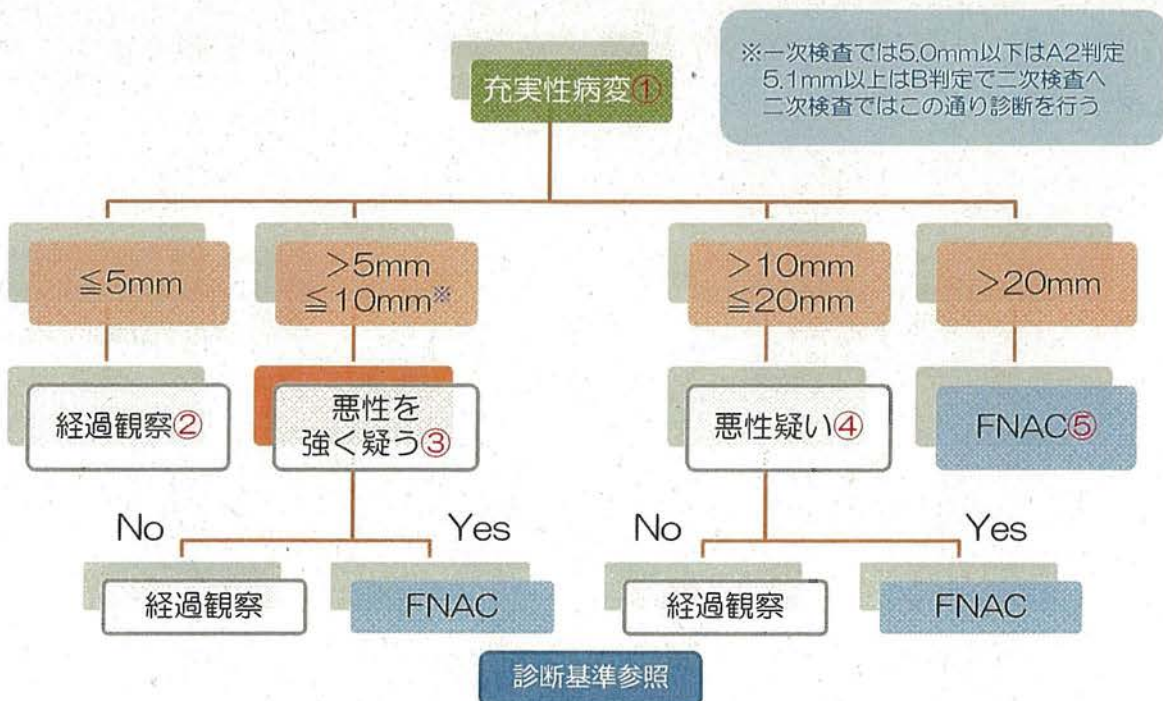 ※一次検査では5.0mm以下はA2判定
5.1mm以上はB判定で二次検査へ
二次検査ではこの通り診断を行う
充実性病変①
≦5mm
>5mm
≦10mm※
>10mm
≦20mm
>20mm
経過観察②
悪性を
強く疑う③
悪性疑い④
FNAC⑤
No
Yes
No
Yes
経過観察
FNAC
経過観察
FNAC
診断基準参照